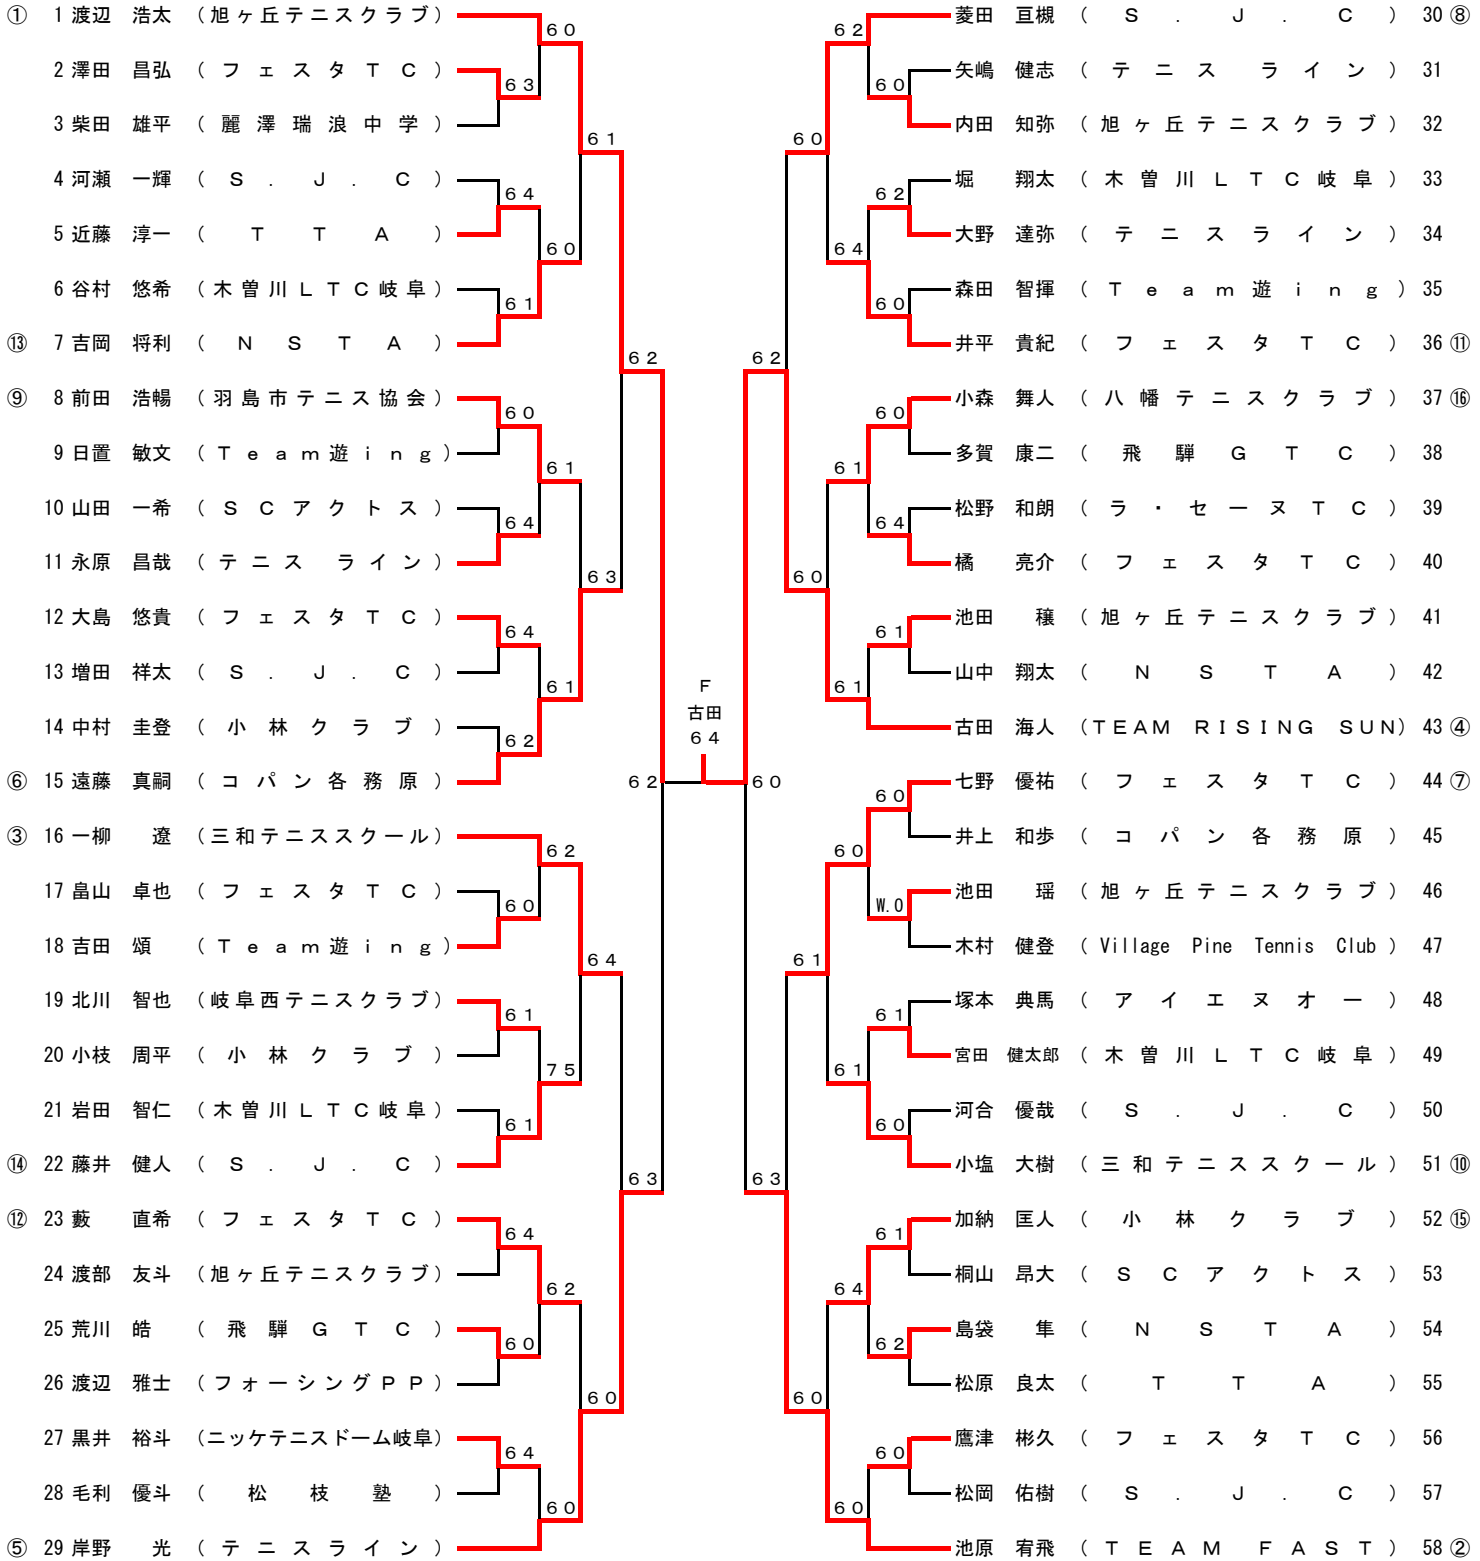 ① 1 渡辺 浩太 (旭ヶ丘テニスクラブ)
2 澤田 昌弘 (フェスタTC)
3 柴田 雄平 (麗澤瑞浪中学)
4 河瀬 一輝 (S.J.C)
5 近藤 淳一 (TTA)
6 谷村 悠希 (木曽川LTC岐阜)
⑬ 7 吉岡 将利 (NSTA)
⑨ 8 前田 浩暢 (羽島市テニス協会)
9 日置 敏文 (Team遊ing)
10 山田 一希 (SCアクトス)
11 永原 昌哉 (テニス ライン)
12 大島 悠貴 (フェスタTC)
13 増田 祥太 (S.J.C)
14 中村 圭登 (小林クラブ)
⑥ 15 遠藤 真嗣 (コパン各務原)
③ 16 一柳 遼 (三和テニススクール)
17 畠山 卓也 (フェスタTC)
18 吉田 頌 (Team遊ing)
19 北川 智也 (岐阜西テニスクラブ)
20 小枝 周平 (小林クラブ)
21 岩田 智仁 (木曽川LTC岐阜)
⑭ 22 藤井 健人 (S.J.C)
⑫ 23 藪 直希 (フェスタTC)
24 渡部 友斗 (旭ヶ丘テニスクラブ)
25 荒川 皓 (飛騨GTC)
26 渡辺 雅士 (フォーシングPP)
27 黒井 裕斗 (ニッケテニスドーム岐阜)
28 毛利 優斗 (松枝塾)
⑤ 29 岸野 光 (テニスライン)
60
63
64
61
60
64
64
62
60
61
61
60
64
60
61
60
61
61
62
75
62
60
61
63
64
60
62
63
62
F
古田
64
60
62
63
60
60
61
60
62
64
61
61
60
61
64
60
60
62
60
60
64
61
60
W.0
61
60
61
62
60
菱田 亘槻 (S.J.C) 30 ⑧
矢嶋 健志 (テニス ライン) 31
内田 知弥 (旭ヶ丘テニスクラブ) 32
堀 翔太 (木曽川LTC岐阜) 33
大野 達弥 (テニスライン) 34
森田 智揮 (Team遊ing) 35
井平 貴紀 (フェスタTC) 36 ⑪
小森 舞人 (八幡テニスクラブ) 37 ⑯
多賀 康二 (飛騨GTC) 38
松野 和朗 (ラ・セーヌTC) 39
橘 亮介 (フェスタTC) 40
池田 穣 (旭ヶ丘テニスクラブ) 41
山中 翔太 (NSTA) 42
古田 海人 (TEAM RISING SUN) 43 ④
七野 優祐 (フェスタTC) 44 ⑦
井上 和歩 (コパン各務原) 45
池田 瑶 (旭ヶ丘テニスクラブ) 46
木村 健登 (Village Pine Tennis Club) 47
塚本 典馬 (アイエヌオー) 48
宮田 健太郎 (木曽川LTC岐阜) 49
河合 優哉 (S.J.C) 50
小塩 大樹 (三和テニススクール) 51 ⑩
加納 匡人 (小林クラブ) 52 ⑮
桐山 昂大 (SCアクトス) 53
島袋 隼 (NSTA) 54
松原 良太 (TTA) 55
鷹津 彬久 (フェスタTC) 56
松岡 佑樹 (S.J.C) 57
池原 宥飛 (TEAM FAST) 58 ②